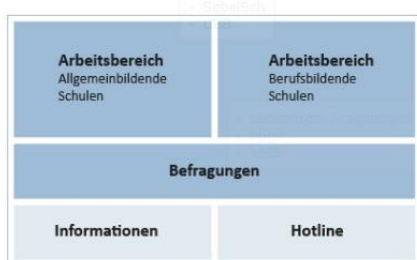 Arbeitsbereich
Allgemeinbildende
Schulen
Arbeitsbereich
Berufsbildende
Schulen
Befragungen
Informationen
Hotline